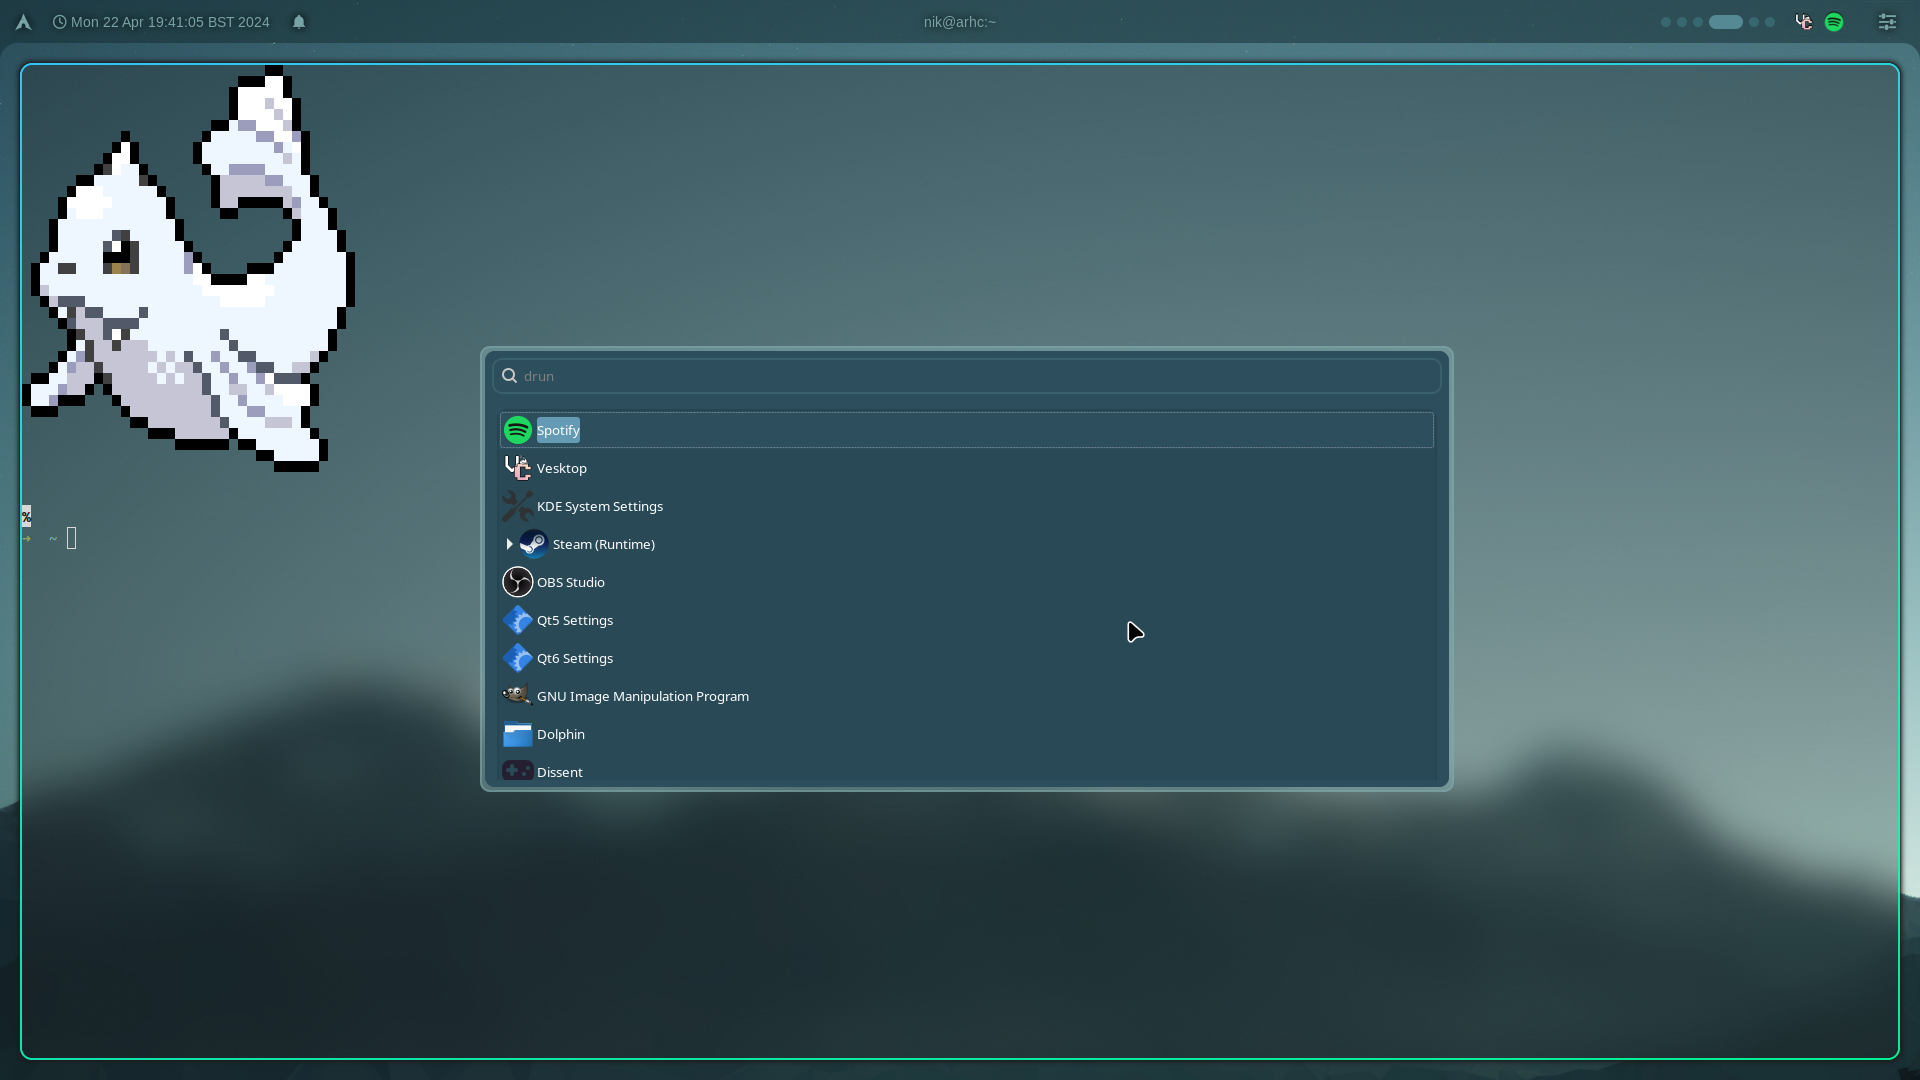 Mon 22 Apr 19:41:05 BST 2024
nik@arhc:~
drun
Spotify
Vesktop
KDE System Settings
Steam (Runtime)
OBS Studio
Qt5 Settings
Qt6 Settings
GNU Image Manipulation Program
Dolphin
Dissent
%
→ ~